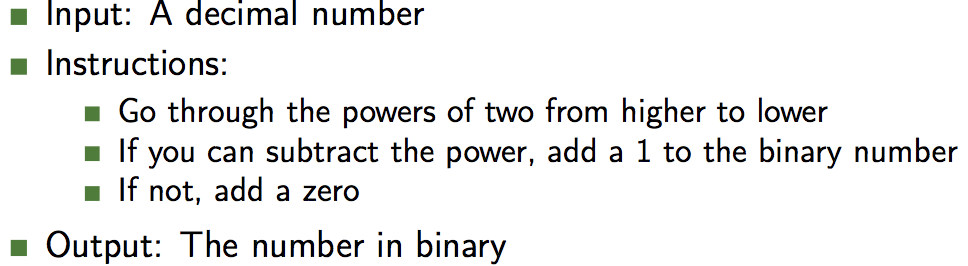 Input: A decimal number
Instructions:
Go through the powers of two from higher to lower
If you can subtract the power, add a 1 to the binary number
If not, add a zero
Output: The number in binary